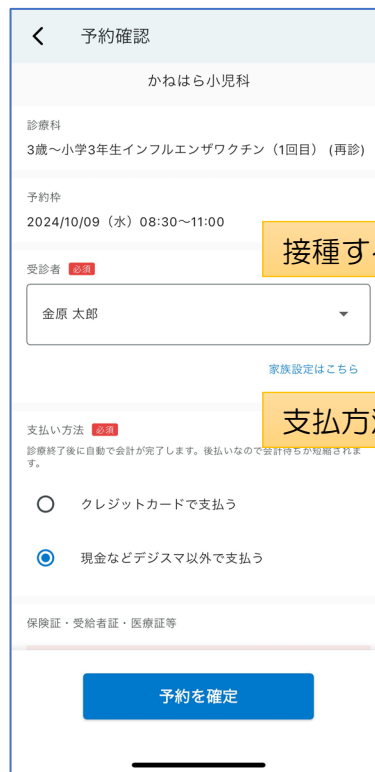 予約確認
かねはら小児科
診療科
3歳〜小学3年生インフルエンザワクチン（1回目） (再診)
予約枠
2024/10/09（水）08:30〜11:00
接種す
受診者 必須
金原 太郎
家族設定はこちら
支払方
支払い方法 必須
診療終了後に自動で会計が完了します。後払いなので会計待ちが短縮されま
す。
クレジットカードで支払う
現金などデジスマ以外で支払う
保険証・受給者証・医療証等
予約を確定